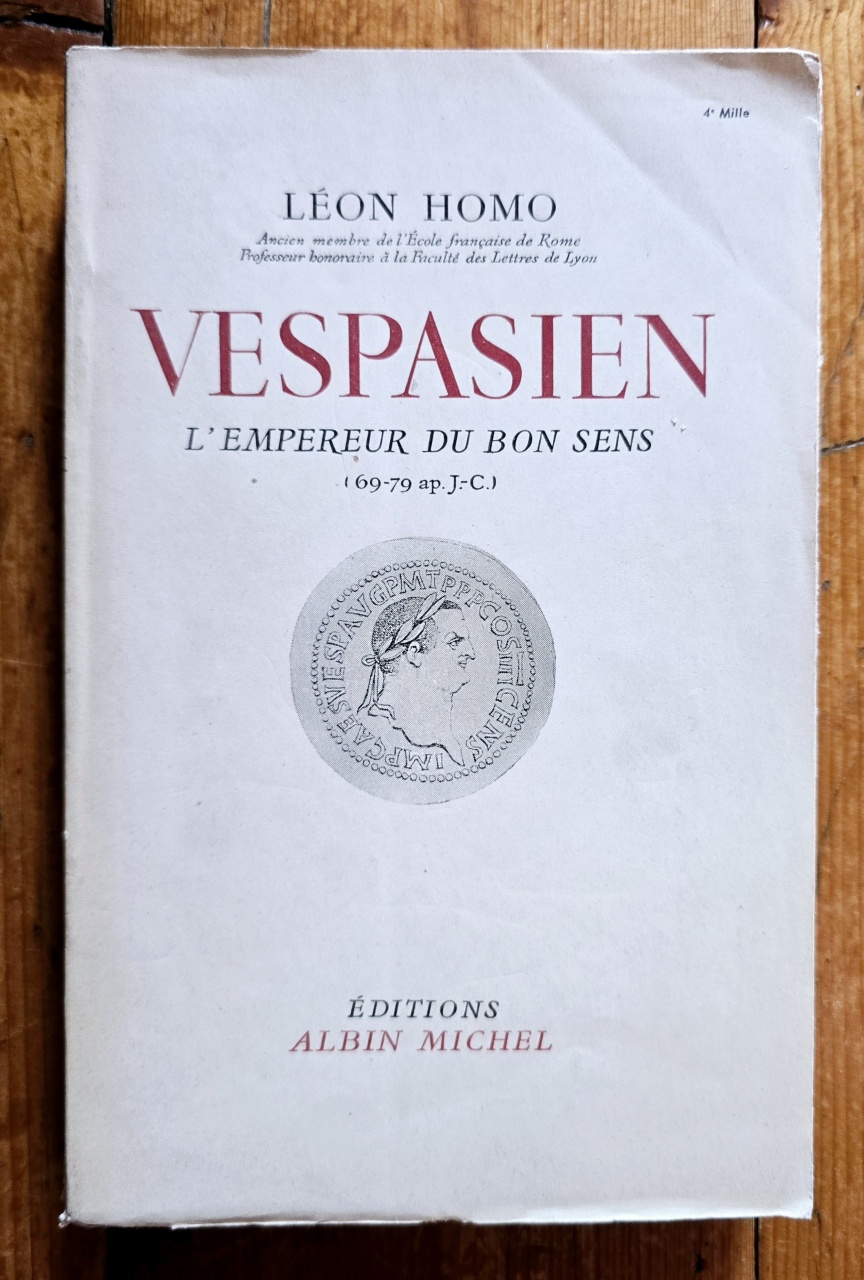 4e Mille
LÉON HOMO
Ancien membre de l'École française de Rome
Professeur honoraire à la Faculté des Lettres de Lyon
VESPASIEN
L'EMPEREUR DU BON SENS
(69-79 ap. J.-C.)
IMPCAESVESPAVGPMTPPPCOSIIIICENS
ÉDITIONS
ALBIN MICHEL